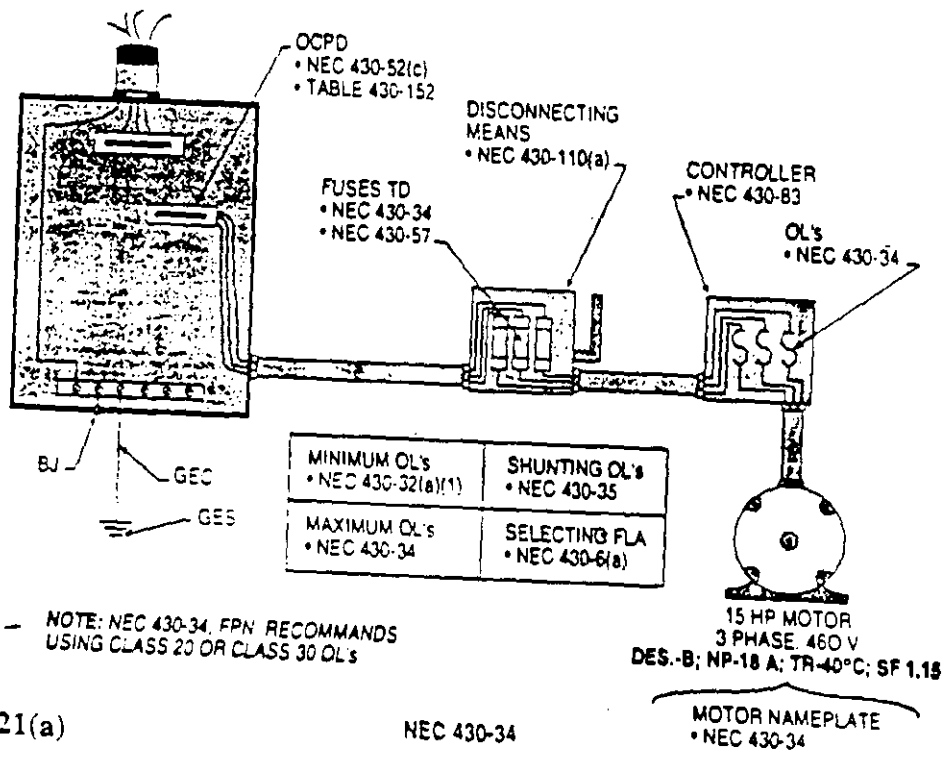 OCPD
• NEC 430-52(c)
• TABLE 430-152
DISCONNECTING
MEANS
• NEC 430-110(a)
FUSES TD
• NEC 430-34
• NEC 430-57
CONTROLLER
• NEC 430-83
OL's
• NEC 430-34
BJ
GEC
GES
MINIMUM OL's
• NEC 430-32(a)(1)
SHUNTING OL's
• NEC 430-35
MAXIMUM OL's
• NEC 430-34
SELECTING FLA
• NEC 430-6(a)
NOTE: NEC 430-34, FPN RECOMMANDS
USING CLASS 20 OR CLASS 30 OL's
15 HP MOTOR
3 PHASE, 460 V
DES.-B; NP-18 A; TR-40°C; SF 1.15
MOTOR NAMEPLATE
• NEC 430-34
21(a)
NEC 430-34